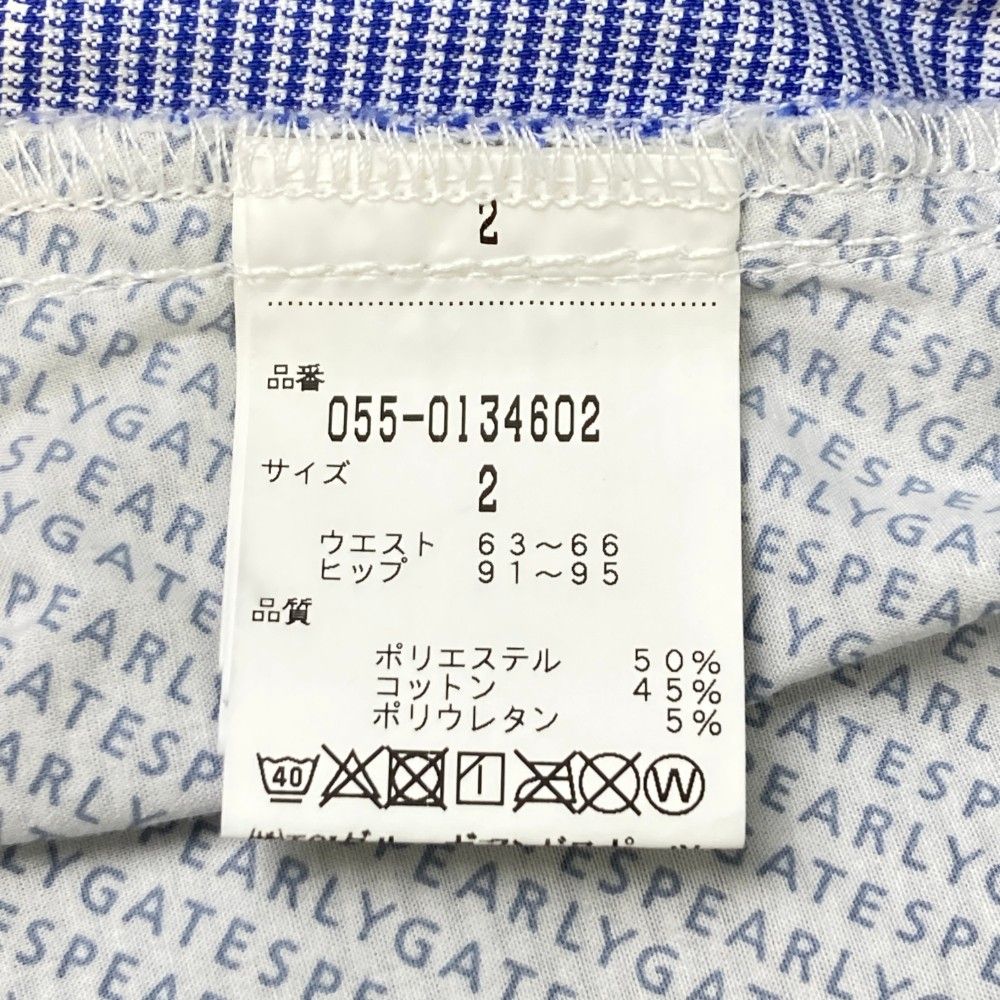 2
品番
055-0134602
サイズ
2
ウエスト 63~66
ヒップ 91~95
品質
ポリエステル 50%
コットン 45%
ポリウレタン 5%
40
W
PEARLYGATES